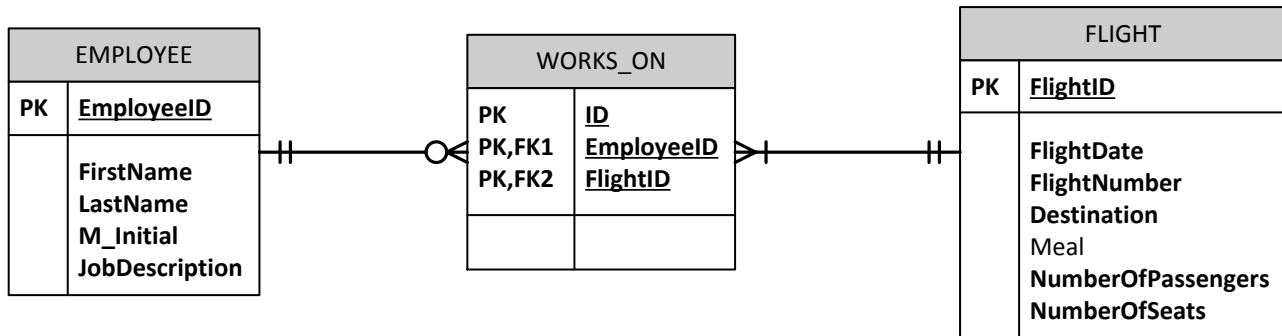 EMPLOYEE
PK EmployeeID
FirstName
LastName
M_Initial
JobDescription
WORKS_ON
PK ID
PK,FK1 EmployeeID
PK,FK2 FlightID
FLIGHT
PK FlightID
FlightDate
FlightNumber
Destination
Meal
NumberOfPassengers
NumberOfSeats